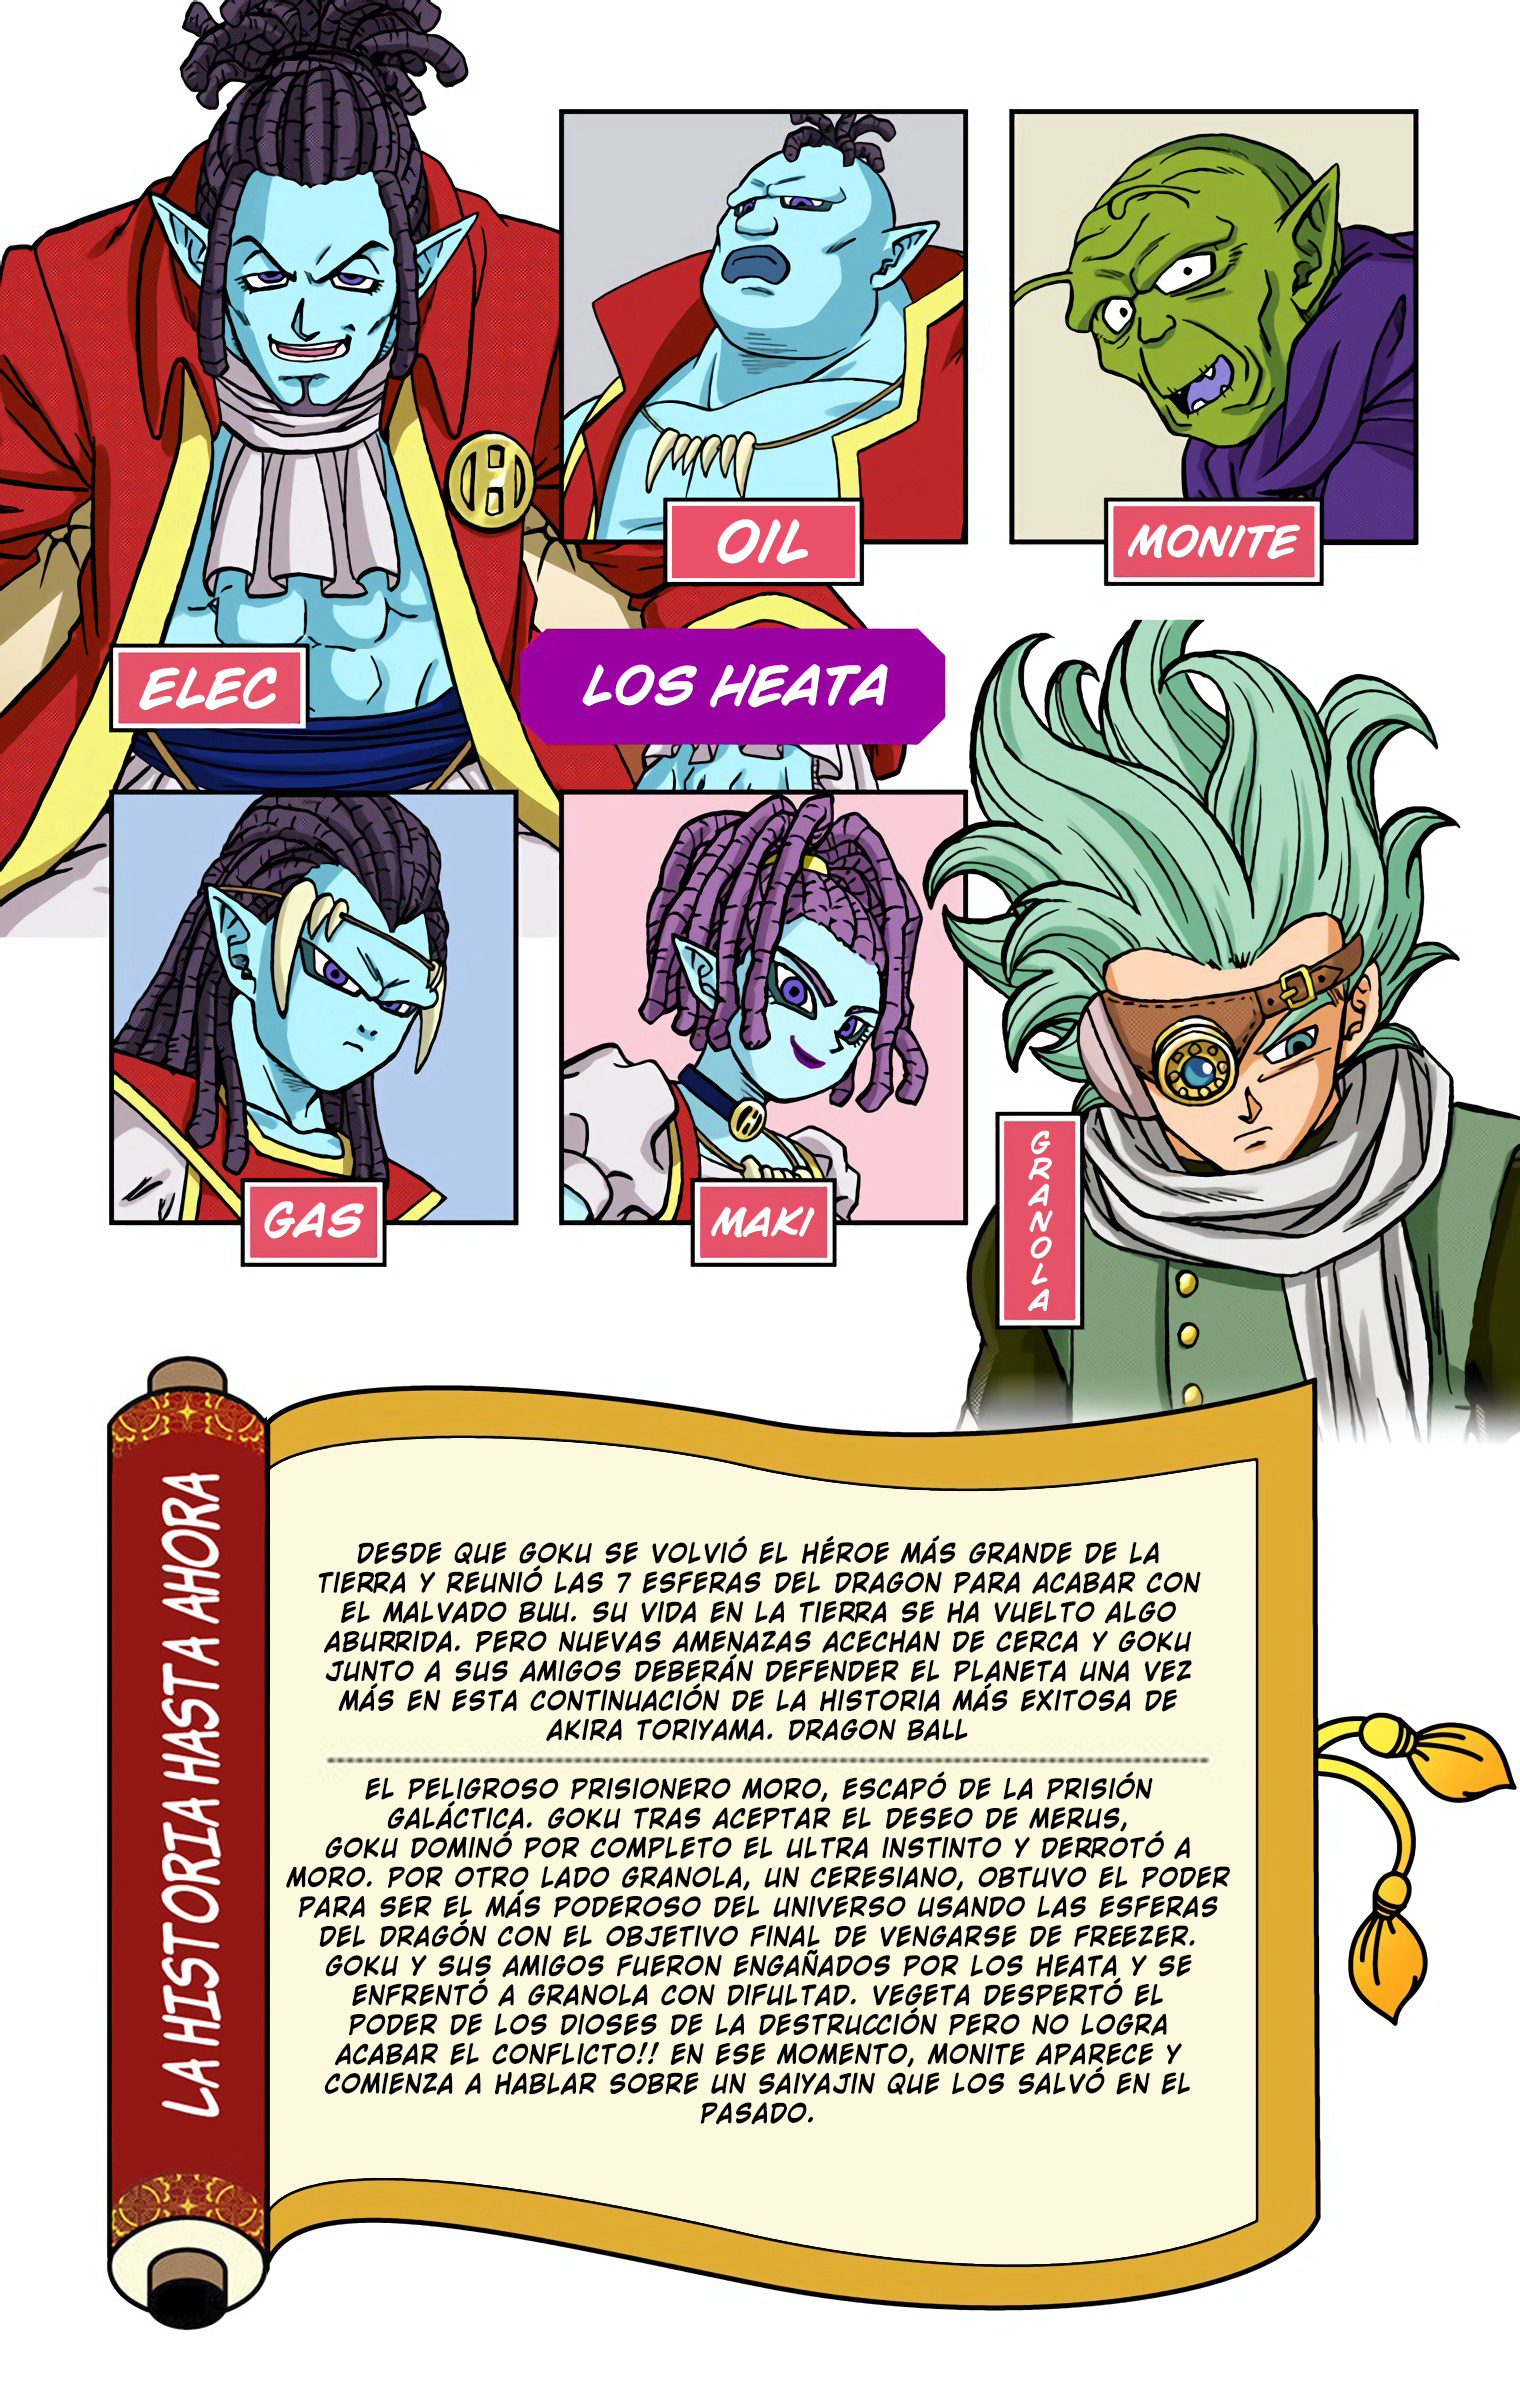 OIL
MONITE
ELEC
LOS HEATA
GAS
MAKI
GRANOLA
LA HISTORIA HASTA AHORA
DESDE QUE GOKU SE VOLVIÓ EL HÉROE MÁS GRANDE DE LA
TIERRA Y REUNIÓ LAS 7 ESFERAS DEL DRAGON PARA ACABAR CON
EL MALVADO BUU. SU VIDA EN LA TIERRA SE HA VUELTO ALGO
ABURRIDA. PERO NUEVAS AMENAZAS ACECHAN DE CERCA Y GOKU
JUNTO A SUS AMIGOS DEBERÁN DEFENDER EL PLANETA UNA VEZ
MÁS EN ESTA CONTINUACIÓN DE LA HISTORIA MÁS EXITOSA DE
AKIRA TORIYAMA. DRAGON BALL
EL PELIGROSO PRISIONERO MORO, ESCAPÓ DE LA PRISIÓN
GALÁCTICA. GOKU TRAS ACEPTAR EL DESEO DE MERUS,
GOKU DOMINÓ POR COMPLETO EL ULTRA INSTINTO Y DERROTÓ A
MORO. POR OTRO LADO GRANOLA, UN CERESIANO, OBTUVO EL PODER
PARA SER EL MÁS PODEROSO DEL UNIVERSO USANDO LAS ESFERAS
DEL DRAGÓN CON EL OBJETIVO FINAL DE VENGARSE DE FREEZER.
GOKU Y SUS AMIGOS FUERON ENGAÑADOS POR LOS HEATA Y SE
ENFRENTÓ A GRANOLA CON DIFULTAD. VEGETA DESPERTÓ EL
PODER DE LOS DIOSES DE LA DESTRUCCIÓN PERO NO LOGRA
ACABAR EL CONFLICTO!! EN ESE MOMENTO, MONITE APARECE Y
COMIENZA A HABLAR SOBRE UN SAIYAJIN QUE LOS SALVÓ EN EL
PASADO.